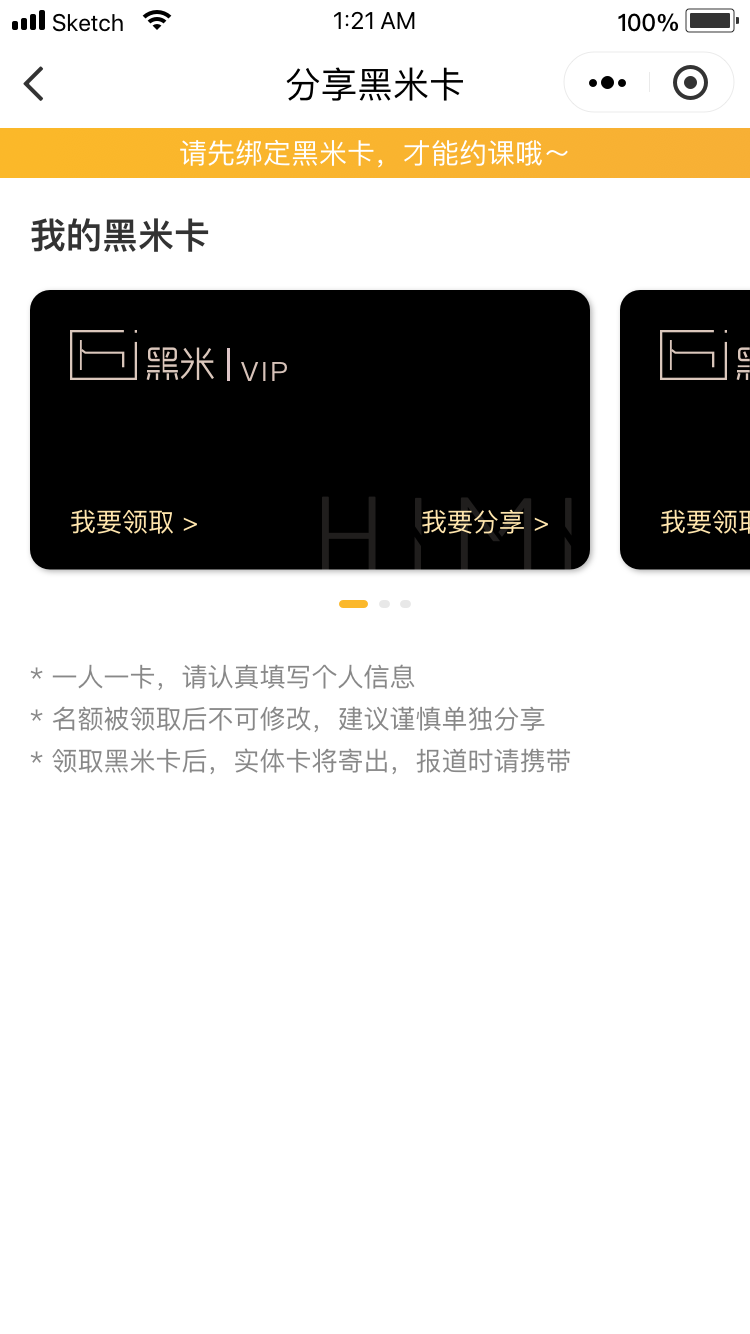 Sketch 1:21 AM 100%
分享黑米卡
请先绑定黑米卡，才能约课哦～
我的黑米卡
黑米 | VIP
我要领取 > 我要分享 >
HIMI
我要领取
* 一人一卡，请认真填写个人信息
* 名额被领取后不可修改，建议谨慎单独分享
* 领取黑米卡后，实体卡将寄出，报道时请携带